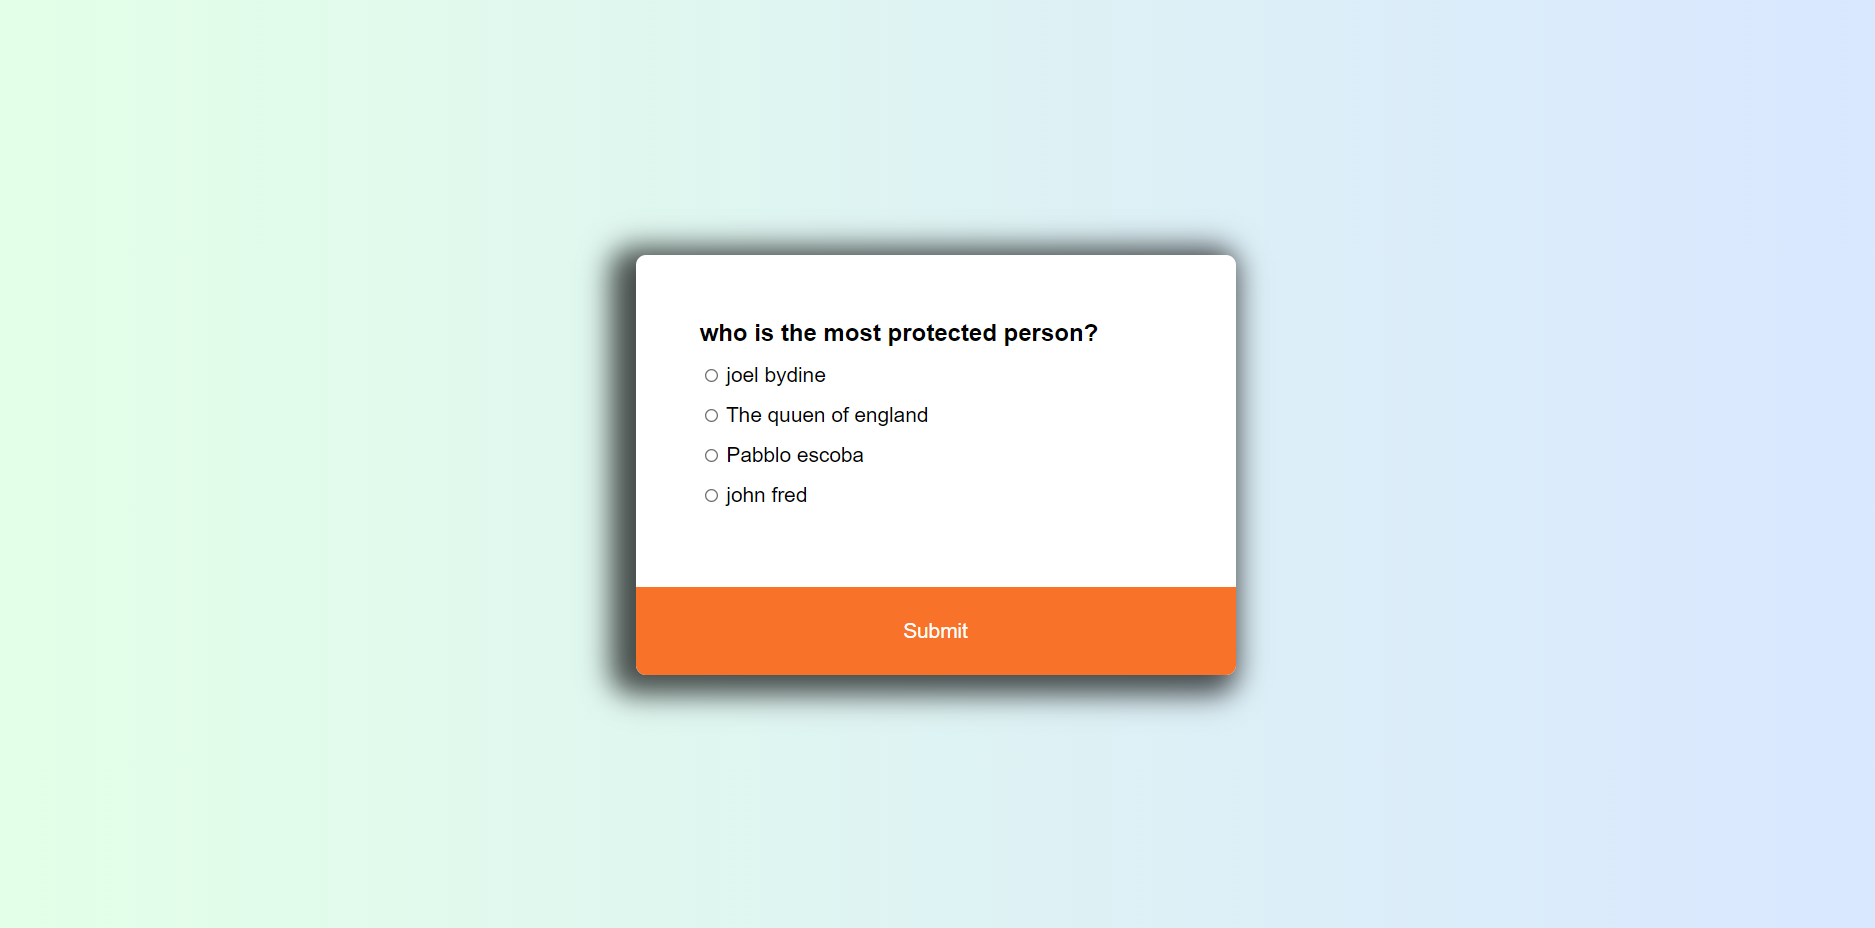 who is the most protected person?
joel bydine
The quuen of england
Pabblo escoba
john fred
Submit